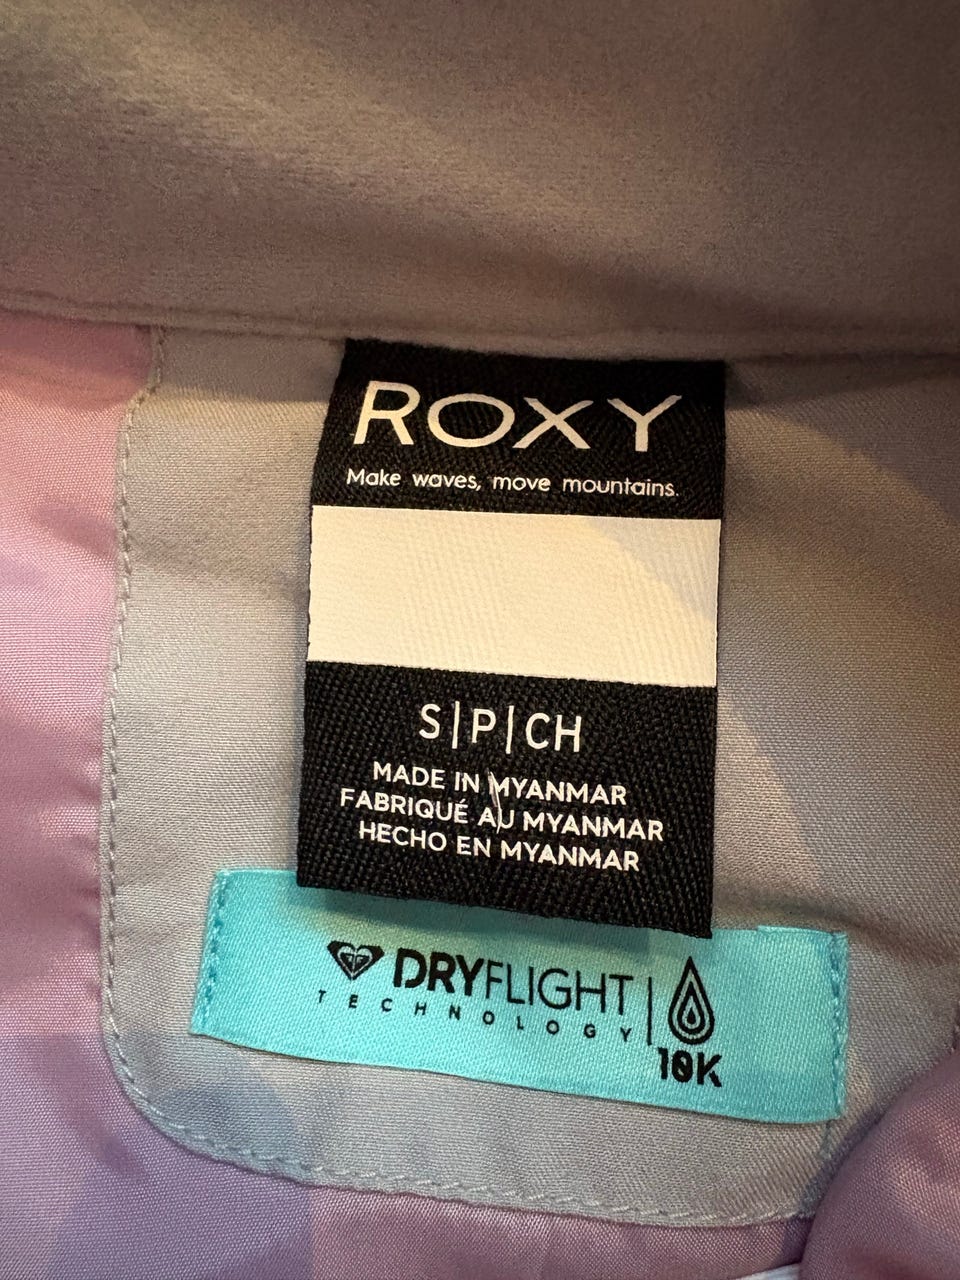 ROXY
Make waves, move mountains.
S|P|CH
MADE IN MYANMAR
FABRIQUÉ AU MYANMAR
HECHO EN MYANMAR
DRYFLIGHT
TECHNOLOGY
10K